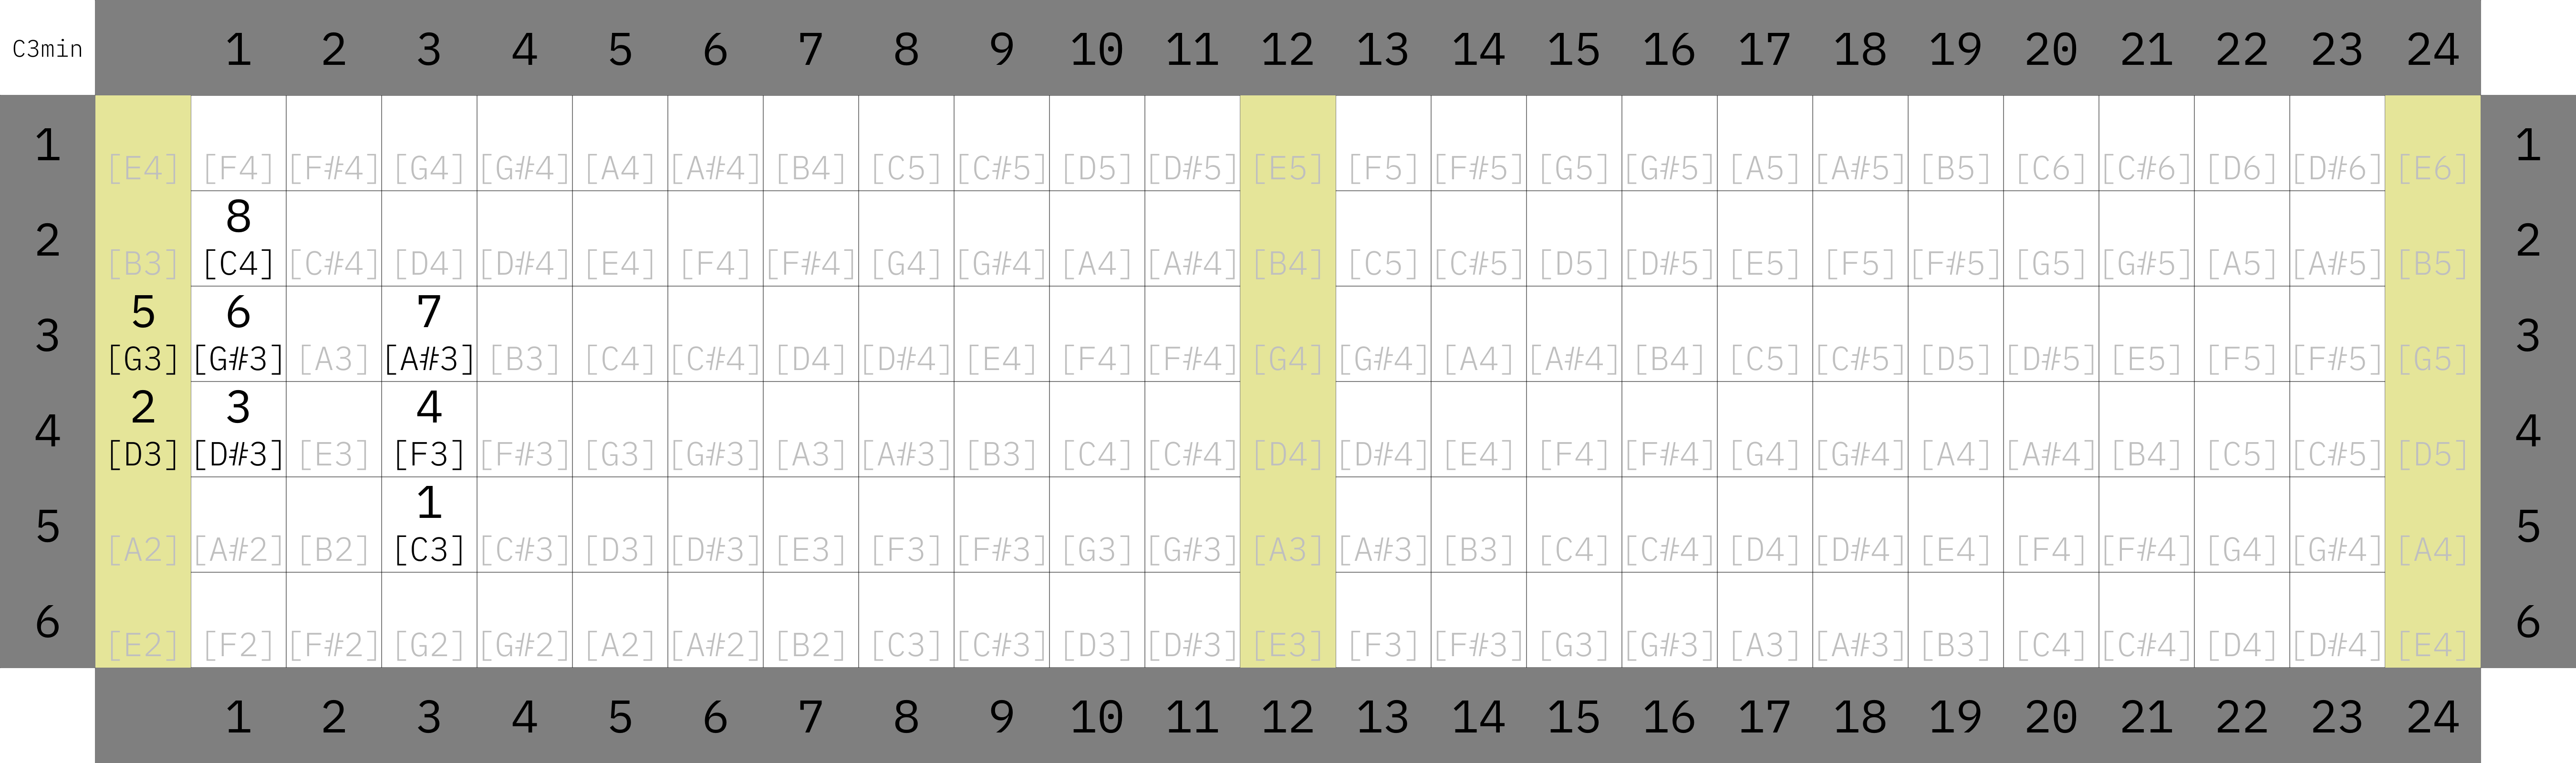 C3min 1 2 3 4 5 6 7 8 9 10 11 12 13 14 15 16 17 18 19 20 21 22 23 24
1 [E4] [F4] [F#4] [G4] [G#4] [A4] [A#4] [B4] [C5] [C#5] [D5] [D#5] [E5] [F5] [F#5] [G5] [G#5] [A5] [A#5] [B5] [C6] [C#6] [D6] [D#6] [E6] 1
8
2 [B3] [C4] [C#4] [D4] [D#4] [E4] [F4] [F#4] [G4] [G#4] [A4] [A#4] [B4] [C5] [C#5] [D5] [D#5] [E5] [F5] [F#5] [G5] [G#5] [A5] [A#5] [B5] 2
5 6 7
3 [G3] [G#3] [A3] [A#3] [B3] [C4] [C#4] [D4] [D#4] [E4] [F4] [F#4] [G4] [G#4] [A4] [A#4] [B4] [C5] [C#5] [D5] [D#5] [E5] [F5] [F#5] [G5] 3
2 3 4
4 [D3] [D#3] [E3] [F3] [F#3] [G3] [G#3] [A3] [A#3] [B3] [C4] [C#4] [D4] [D#4] [E4] [F4] [F#4] [G4] [G#4] [A4] [A#4] [B4] [C5] [C#5] [D5] 4
1
5 [A2] [A#2] [B2] [C3] [C#3] [D3] [D#3] [E3] [F3] [F#3] [G3] [G#3] [A3] [A#3] [B3] [C4] [C#4] [D4] [D#4] [E4] [F4] [F#4] [G4] [G#4] [A4] 5
6 [E2] [F2] [F#2] [G2] [G#2] [A2] [A#2] [B2] [C3] [C#3] [D3] [D#3] [E3] [F3] [F#3] [G3] [G#3] [A3] [A#3] [B3] [C4] [C#4] [D4] [D#4] [E4] 6
1 2 3 4 5 6 7 8 9 10 11 12 13 14 15 16 17 18 19 20 21 22 23 24